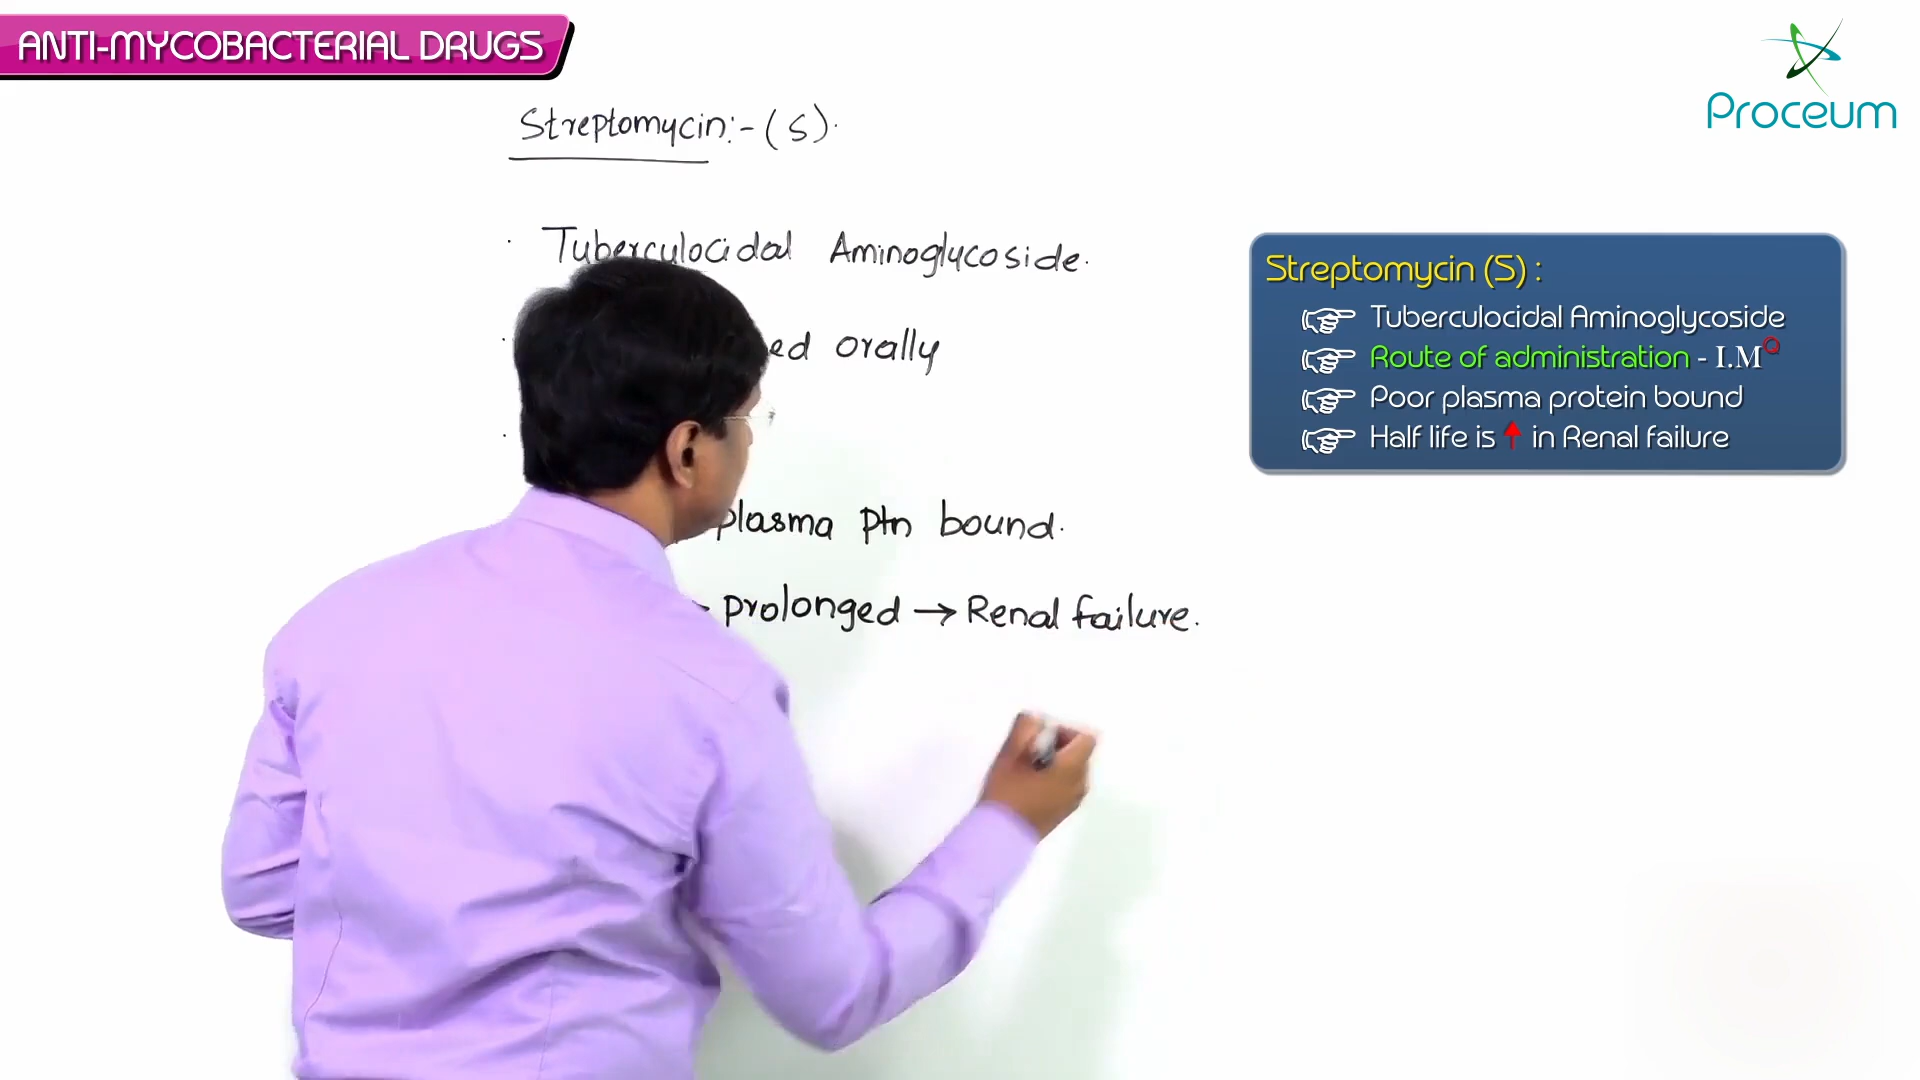 ANTI-MYCOBACTERIAL DRUGS
Proceum
Streptomycin:- (S).
· Tuberculocidal Aminoglycoside.
ed orally
plasma ptn bound.
prolonged → Renal failure.
Streptomycin (S) :
Tuberculocidal Aminoglycoside
Route of administration - I.M
Poor plasma protein bound
Half life is ↑ in Renal failure